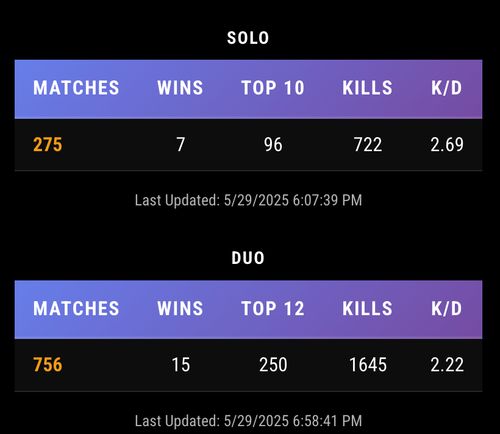 SOLO
MATCHES WINS TOP 10 KILLS K/D
275 7 96 722 2.69
Last Updated: 5/29/2025 6:07:39 PM
DUO
MATCHES WINS TOP 12 KILLS K/D
756 15 250 1645 2.22
Last Updated: 5/29/2025 6:58:41 PM